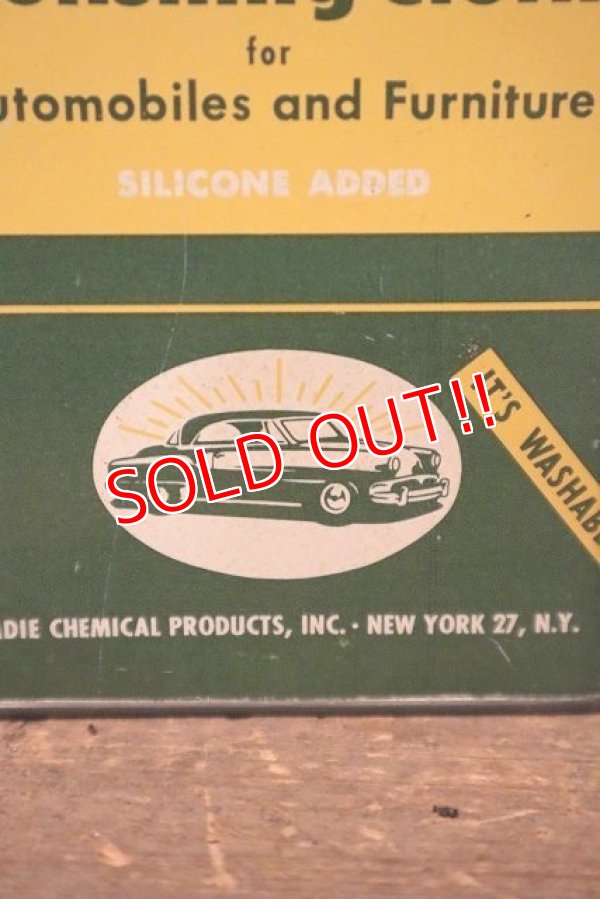 for
utomobiles and Furniture
SILICONE ADDED
IT'S WASHAB
SOLD OUT!!
DIE CHEMICAL PRODUCTS, INC. · NEW YORK 27, N.Y.